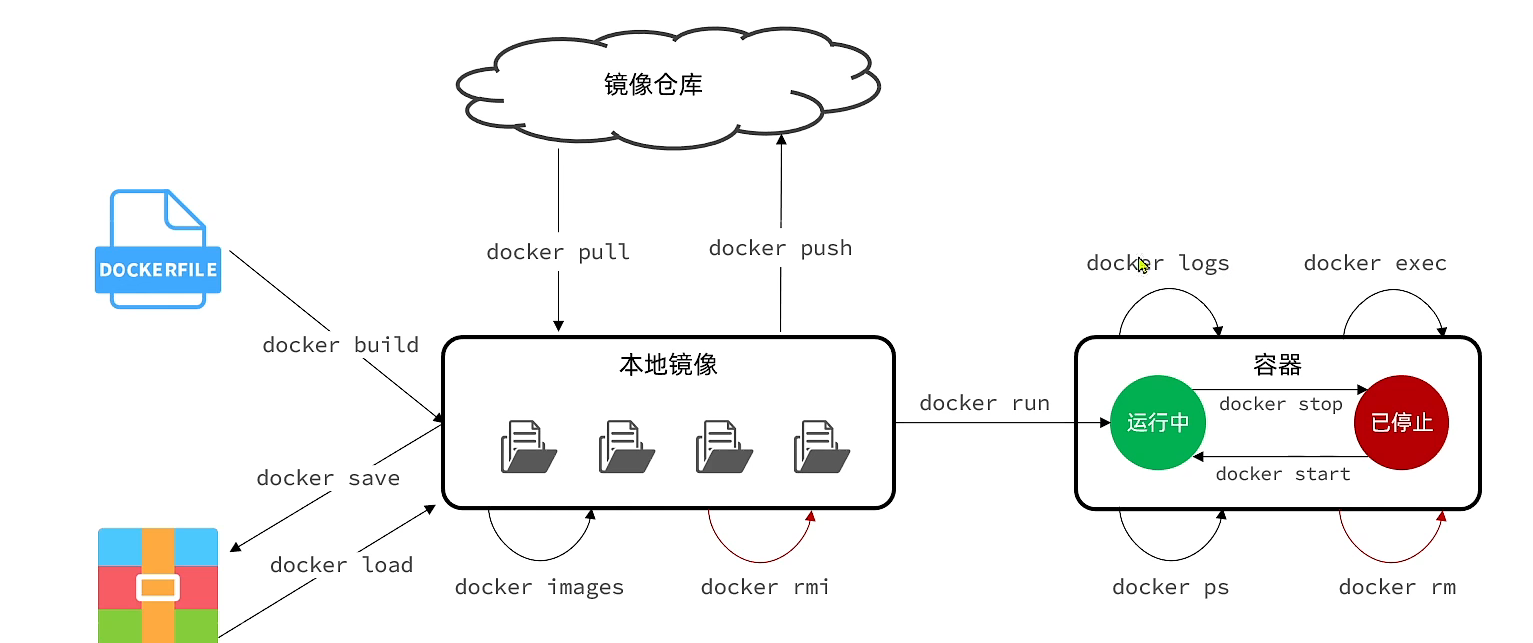 镜像仓库
docker pull
docker push
DOCKERFILE
docker logs
docker exec
docker build
本地镜像
容器
docker run
docker stop
运行中
已停止
docker start
docker save
docker load
docker images
docker rmi
docker ps
docker rm